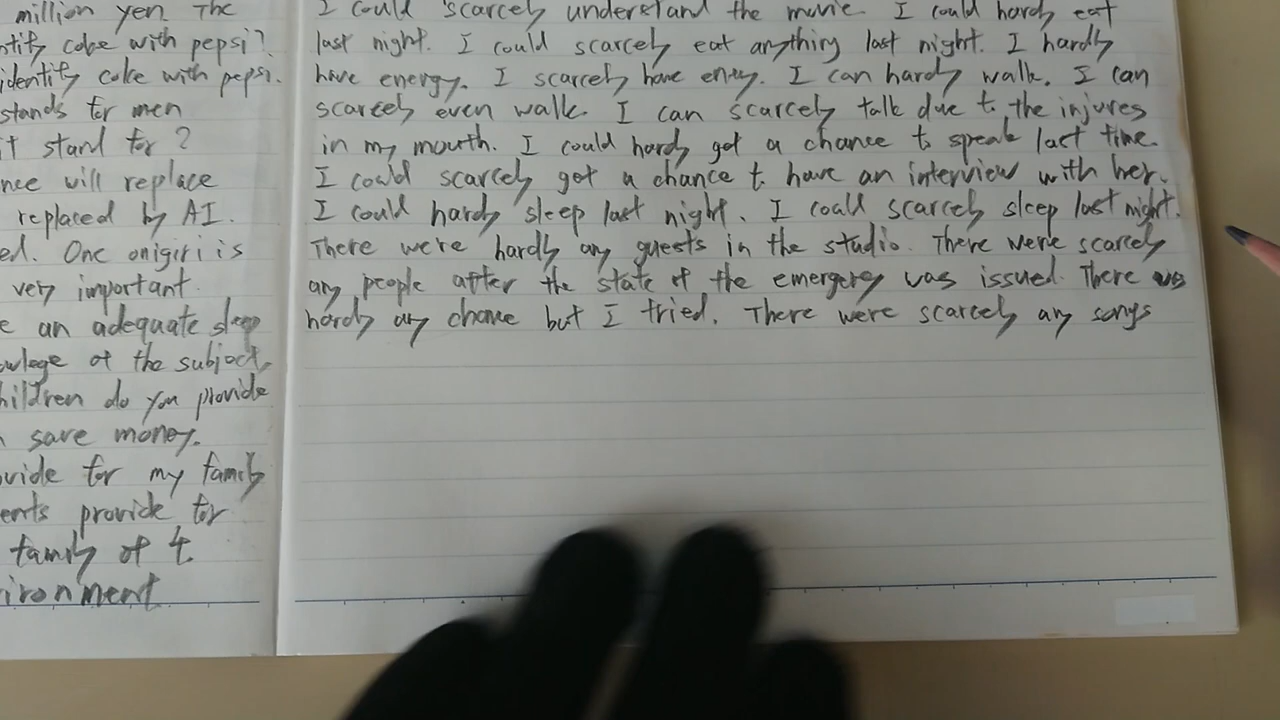 million yen. The
ntify coke with pepsi?
identify coke with pepsi.
stands for men
it stand for?
nce will replace
replaced by AI.
ed. One onigiri is
very important.
e an adequate sleep
owlege of the subject.
hildren do you provide
save money.
ovide for my family
ents provide for
family of 4.
ironment
I could scarcely understand the movie. I could hardly eat
last night. I could scarcely eat anything last night. I hardly
have energy. I scarcely have enery. I can hardly walk. I can
scarcely even walk. I can scarcely talk due to the injures
in my mouth. I could hardly get a chance to speak last time.
I could scarcely get a chance to have an interview with her.
I could hardly sleep last night. I could scarcely sleep last night.
There were hardly any guests in the studio. There were scarcely
any people after the state of the emergency was issued. There was
hardly any chance but I tried. There were scarcely any songs